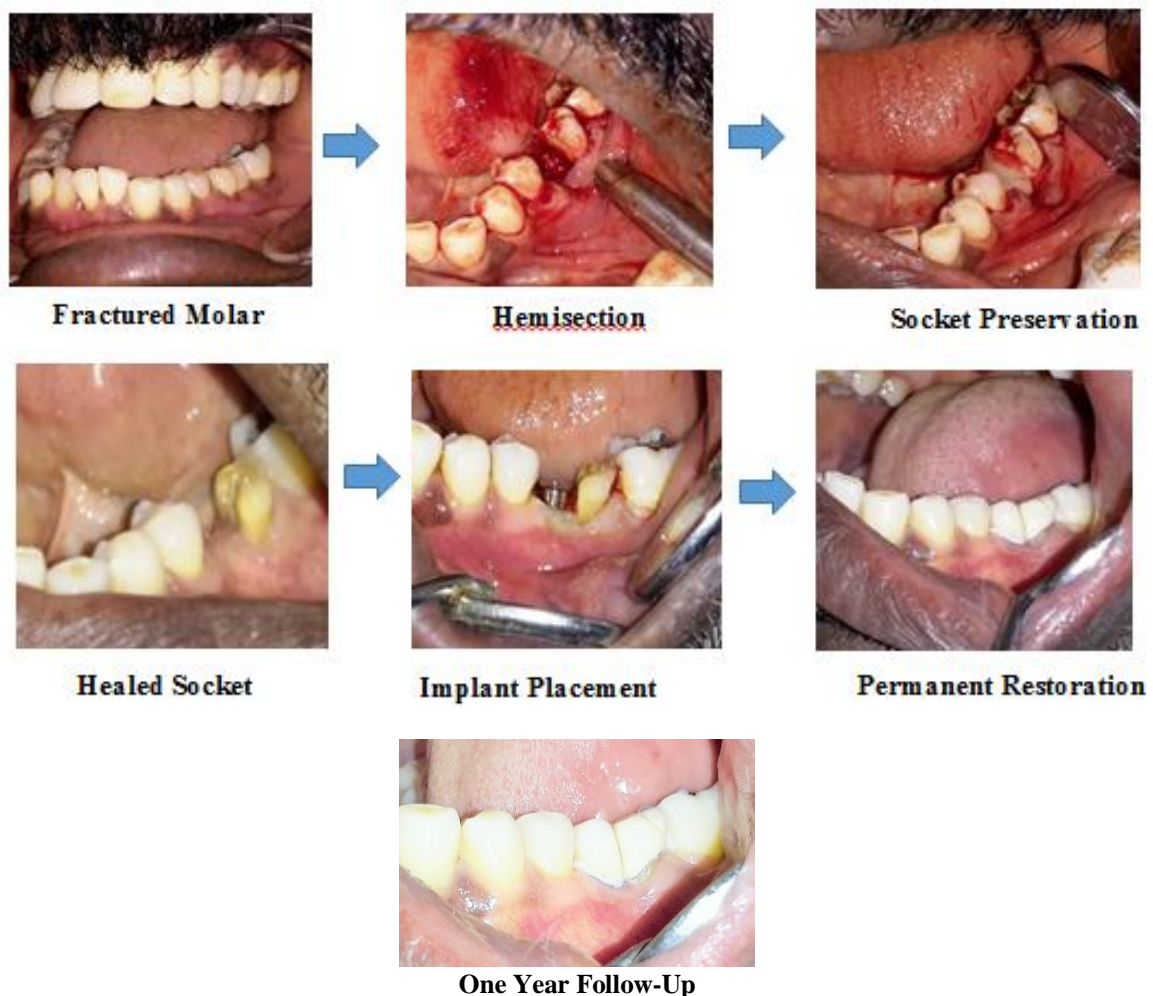 Fractured Molar
Hemisection
Socket Preservation
Healed Socket
Implant Placement
Permanent Restoration
One Year Follow-Up